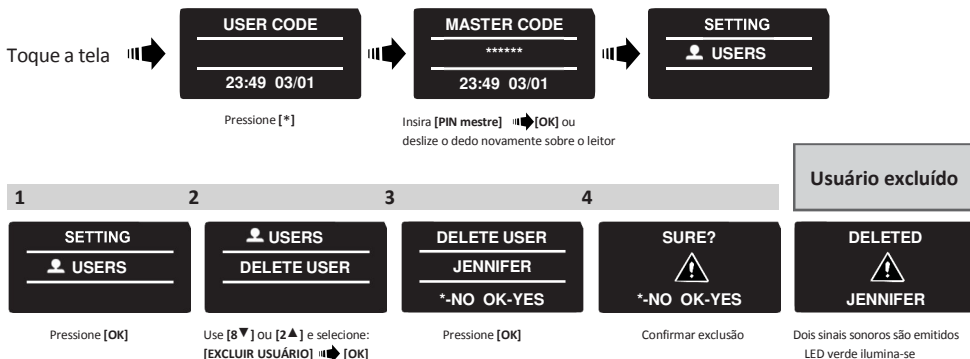 Toque a tela
USER CODE
23:49 03/01
Pressione [*]
MASTER CODE
******
23:49 03/01
Insira [PIN mestre] [OK] ou
deslize o dedo novamente sobre o leitor
SETTING
USERS
Usuário excluído
1 2 3 4
SETTING
USERS
Pressione [OK]
USERS
DELETE USER
Use [8▼] ou [2▲] e selecione:
[EXCLUIR USUÁRIO] [OK]
DELETE USER
JENNIFER
*-NO OK-YES
Pressione [OK]
SURE?
*-NO OK-YES
Confirmar exclusão
DELETED
JENNIFER
Dois sinais sonoros são emitidos
LED verde ilumina-se